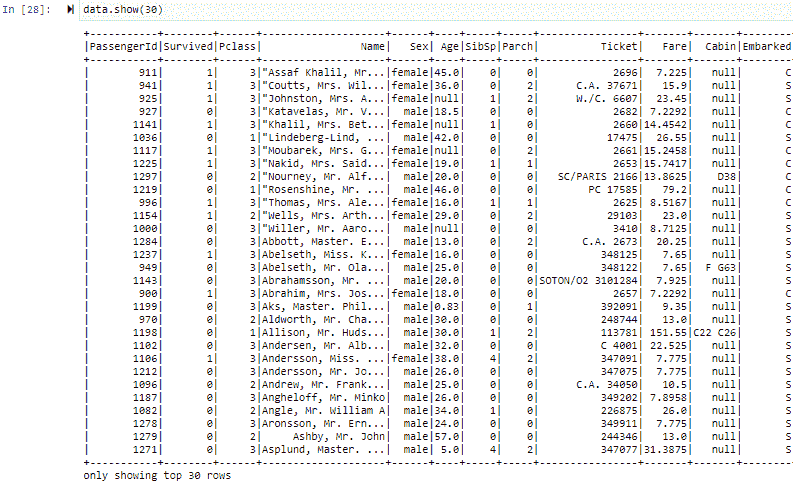 In [28]: data.show(30)
+-----------+--------+------+--------------------+------+----+-----+-----+------------------+--------+-------+--------
|PassengerId|Survived|Pclass|                Name|   Sex| Age|SibSp|Parch|            Ticket|    Fare|  Cabin|Embarked
+-----------+--------+------+--------------------+------+----+-----+-----+------------------+--------+-------+--------
|        911|       1|     3|"Assaf Khalil, Mr...|female|45.0|    0|    0|              2696|   7.225|   null|       C
|        941|       1|     3|"Coutts, Mrs. Wil...|female|36.0|    0|    2|        C.A. 37671|    15.9|   null|       S
|        925|       1|     3|"Johnston, Mrs. A...|female|null|    1|    2|        W./C. 6607|   23.45|   null|       S
|        927|       0|     3|"Katavelas, Mr. V...|  male|18.5|    0|    0|              2682|  7.2292|   null|       C
|       1141|       1|     3|"Khalil, Mrs. Bet...|female|null|    1|    0|              2660| 14.4542|   null|       C
|       1036|       0|     1|"Lindeberg-Lind, ...|  male|42.0|    0|    0|             17475|   26.55|   null|       S
|       1117|       1|     3|"Moubarek, Mrs. G...|female|null|    0|    2|              2661| 15.2458|   null|       C
|       1225|       1|     3|"Nakid, Mrs. Said...|female|19.0|    1|    1|              2653| 15.7417|   null|       C
|       1297|       0|     2|"Nourney, Mr. Alf...|  male|20.0|    0|    0|     SC/PARIS 2166| 13.8625|    D38|       C
|       1219|       0|     1|"Rosenshine, Mr. ...|  male|46.0|    0|    0|          PC 17585|    79.2|   null|       C
|        996|       1|     3|"Thomas, Mrs. Ale...|female|16.0|    1|    1|              2625|  8.5167|   null|       C
|       1154|       1|     2|"Wells, Mrs. Arth...|female|29.0|    0|    2|             29103|    23.0|   null|       S
|       1000|       0|     3|"Willer, Mr. Aaro...|  male|null|    0|    0|              3410|  8.7125|   null|       S
|       1284|       0|     3|Abbott, Master. E...|  male|13.0|    0|    2|         C.A. 2673|   20.25|   null|       S
|       1237|       1|     3|Abelseth, Miss. K...|female|16.0|    0|    0|            348125|    7.65|   null|       S
|        949|       0|     3|Abelseth, Mr. Ola...|  male|25.0|    0|    0|            348122|    7.65|  F G63|       S
|       1143|       0|     3|Abrahamsson, Mr. ...|  male|20.0|    0|    0|SOTON/O2 3101284|   7.925|   null|       S
|        900|       1|     3|Abrahim, Mrs. Jos...|female|18.0|    0|    0|              2657|  7.2292|   null|       C
|       1199|       0|     3|Aks, Master. Phil...|  male|0.83|    0|    1|            392091|    9.35|   null|       S
|        970|       0|     2|Aldworth, Mr. Cha...|  male|30.0|    0|    0|            248744|    13.0|   null|       S
|       1198|       0|     1|Allison, Mr. Huds...|  male|30.0|    1|    2|            113781|  151.55|C22 C26|       S
|       1102|       0|     3|Andersen, Mr. Alb...|  male|32.0|    0|    0|            C 4001|  22.525|   null|       S
|       1106|       1|     3|Andersson, Miss. ...|female|38.0|    4|    2|            347091|   7.775|   null|       S
|       1212|       0|     3|Andersson, Mr. Jo...|  male|26.0|    0|    0|            347075|   7.775|   null|       S
|       1096|       0|     2|Andrew, Mr. Frank...|  male|25.0|    0|    0|        C.A. 34050|    10.5|   null|       S
|       1187|       0|     3|Angheloff, Mr. Minko|  male|26.0|    0|    0|            349202|  7.8958|   null|       S
|       1082|       0|     2|Angle, Mr. William A|  male|34.0|    1|    0|            226875|    26.0|   null|       S
|       1278|       0|     3|Aronsson, Mr. Ern...|  male|24.0|    0|    0|            349911|   7.775|   null|       S
|       1279|       0|     2|     Ashby, Mr. John|  male|57.0|    0|    0|            244346|    13.0|   null|       S
|       1271|       0|     3|Asplund, Master. ...|  male| 5.0|    4|    2|            347077| 31.3875|   null|       S
+-----------+--------+------+--------------------+------+----+-----+-----+------------------+--------+-------+--------
only showing top 30 rows